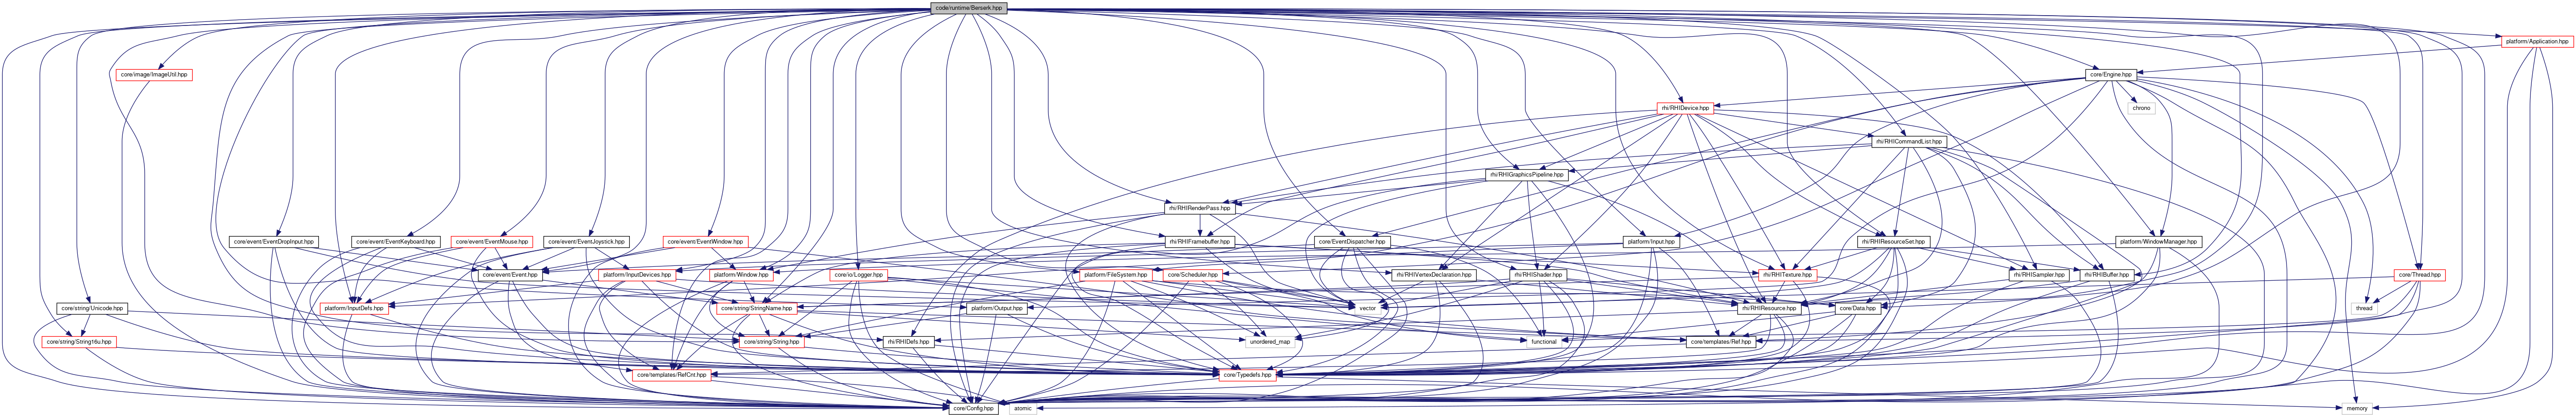 code/runtime/Berserk.hpp
platform/Application.hpp
core/image/ImageUtil.hpp
core/Engine.hpp
rhi/RHIDevice.hpp
chrono
rhi/RHICommandList.hpp
rhi/RHIGraphicsPipeline.hpp
rhi/RHIRenderPass.hpp
core/event/EventDropInput.hpp
core/event/EventKeyboard.hpp
core/event/EventMouse.hpp
core/event/EventJoystick.hpp
core/event/EventWindow.hpp
rhi/RHIFramebuffer.hpp
core/EventDispatcher.hpp
platform/Input.hpp
rhi/RHIResourceSet.hpp
platform/WindowManager.hpp
core/event/Event.hpp
platform/InputDevices.hpp
platform/Window.hpp
core/io/Logger.hpp
platform/FileSystem.hpp
core/Scheduler.hpp
rhi/RHIVertexDeclaration.hpp
rhi/RHIShader.hpp
rhi/RHITexture.hpp
rhi/RHISampler.hpp
rhi/RHIBuffer.hpp
core/Thread.hpp
core/string/Unicode.hpp
platform/InputDefs.hpp
core/string/StringName.hpp
platform/Output.hpp
vector
rhi/RHIResource.hpp
core/Data.hpp
thread
core/string/String16u.hpp
core/string/String.hpp
rhi/RHIDefs.hpp
unordered_map
functional
core/templates/Ref.hpp
core/templates/RefCnt.hpp
core/Typedefs.hpp
core/Config.hpp
atomic
memory